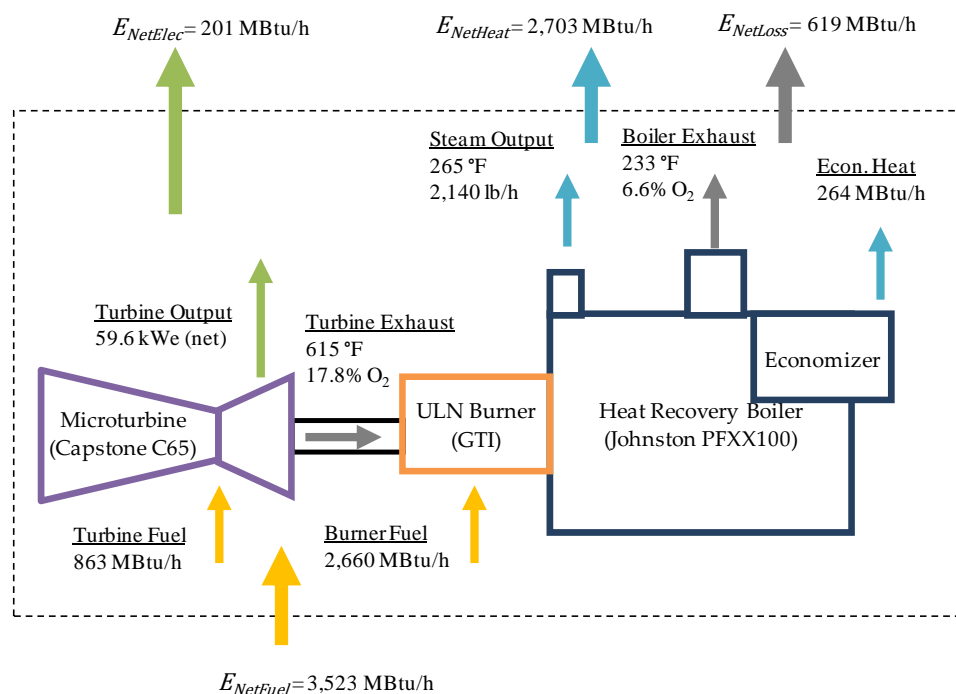 E_NetElec = 201 MBtu/h
E_NetHeat = 2,703 MBtu/h
E_NetLoss = 619 MBtu/h
Steam Output
265 °F
2,140 lb/h
Boiler Exhaust
233 °F
6.6% O₂
Econ. Heat
264 MBtu/h
Turbine Output
59.6 kWe (net)
Turbine Exhaust
615 °F
17.8% O₂
Microturbine
(Capstone C65)
ULN Burner
(GTI)
Heat Recovery Boiler
(Johnston PFXX100)
Economizer
Turbine Fuel
863 MBtu/h
Burner Fuel
2,660 MBtu/h
E_NetFuel = 3,523 MBtu/h